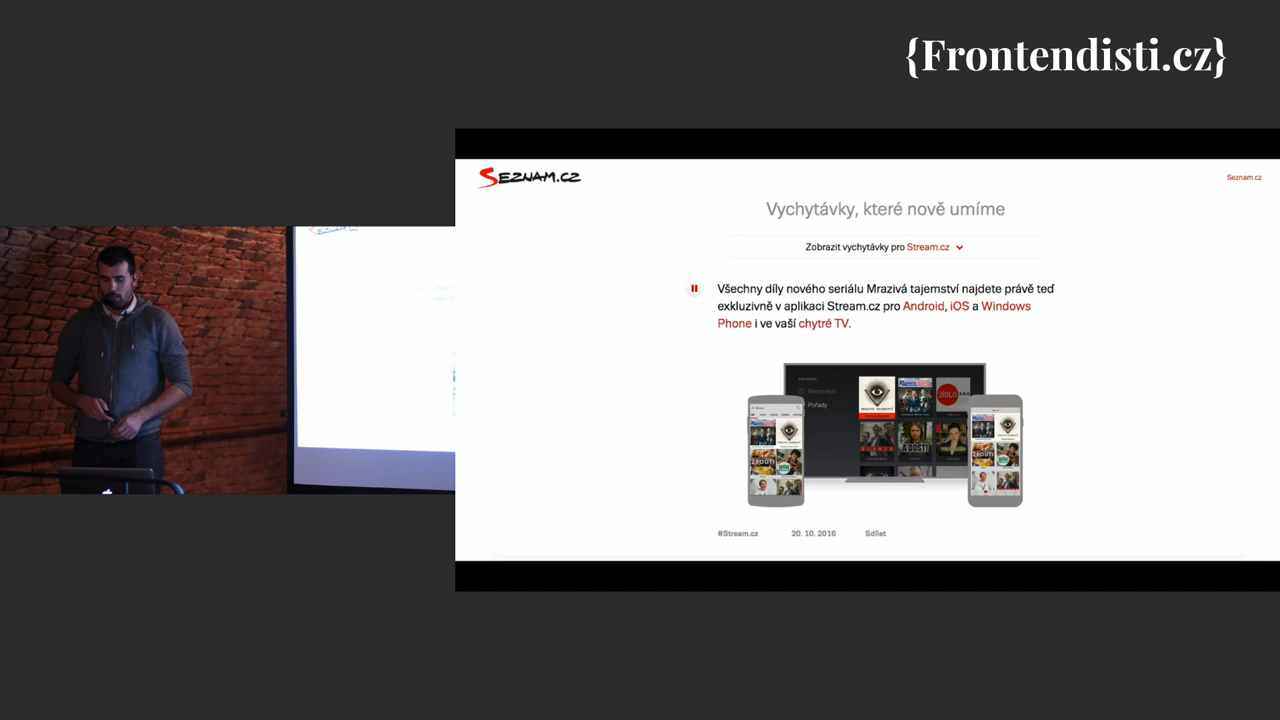 {Frontendisti.cz}
SEZNAM.CZ
Seznam.cz
Vychytávky, které nově umíme
Zobrazit vychytávky pro Stream.cz
Všechny díly nového seriálu Mrazivá tajemství najdete právě teď
exkluzivně v aplikaci Stream.cz pro Android, iOS a Windows
Phone i ve vaší chytré TV.
Pořady
#Stream.cz
20. 10. 2016
Sdílet